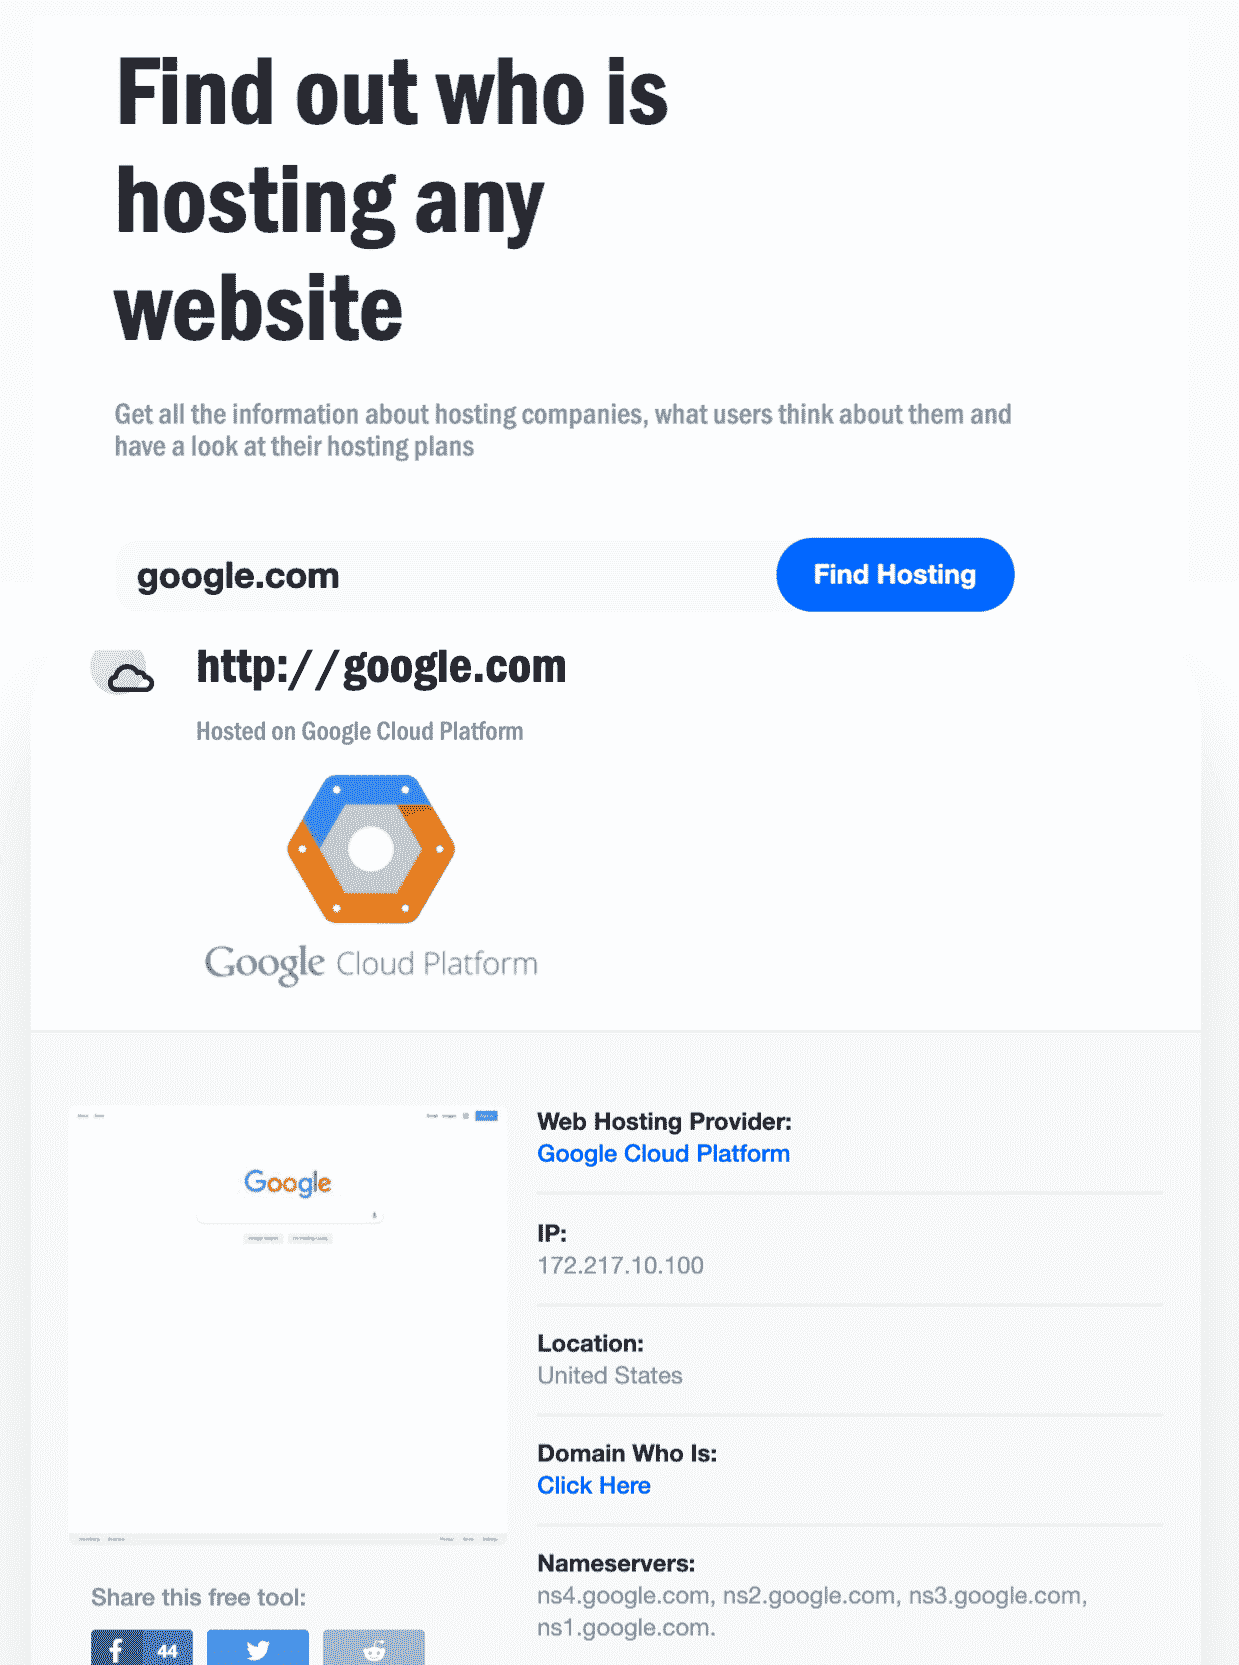 Find out who is
hosting any
website
Get all the information about hosting companies, what users think about them and
have a look at their hosting plans
google.com
Find Hosting
http://google.com
Hosted on Google Cloud Platform
Google Cloud Platform
Google
Web Hosting Provider:
Google Cloud Platform
IP:
172.217.10.100
Location:
United States
Domain Who Is:
Click Here
Nameservers:
ns4.google.com, ns2.google.com, ns3.google.com,
ns1.google.com.
Share this free tool:
44